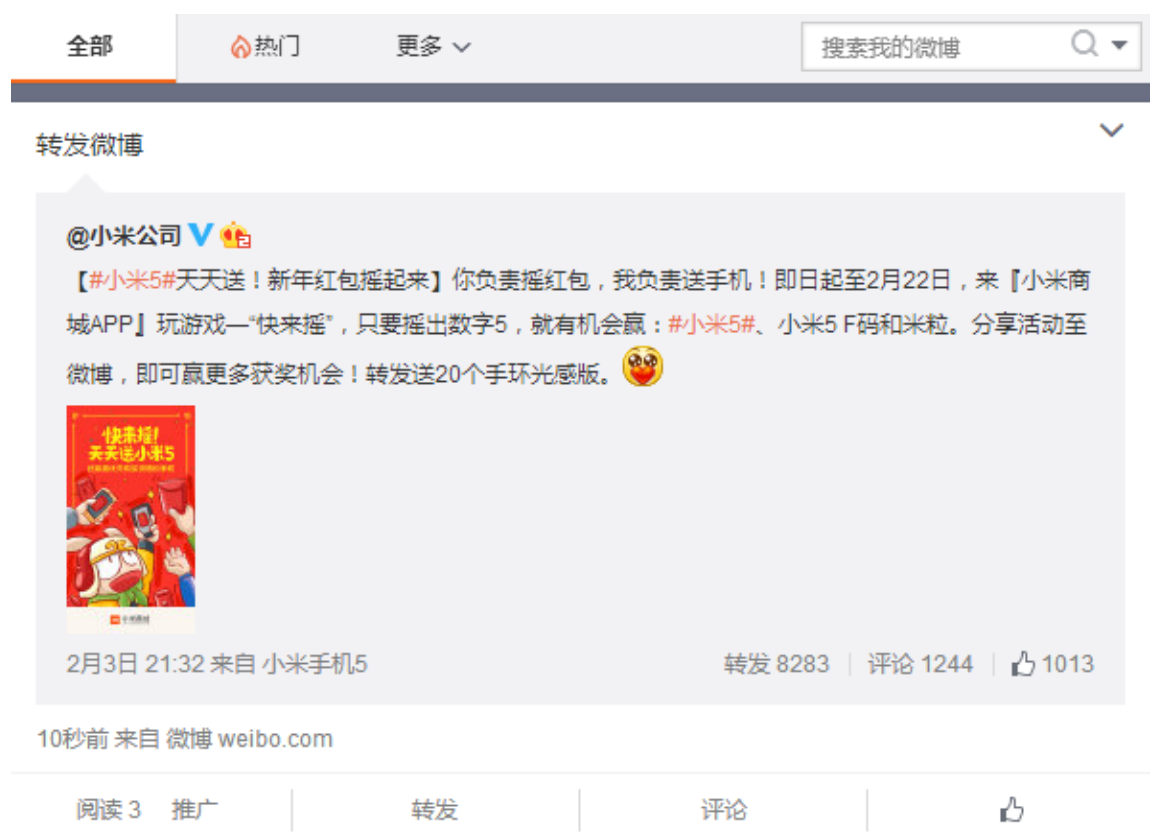 全部 热门 更多 搜索我的微博
转发微博
@小米公司
【#小米5#天天送！新年红包摇起来】你负责摇红包，我负责送手机！即日起至2月22日，来『小米商
城APP』玩游戏—“快来摇”，只要摇出数字5，就有机会赢：#小米5#、小米5 F码和米粒。分享活动至
微博，即可赢更多获奖机会！转发送20个手环光感版。
快来摇!
天天送小米5
小米商城
2月3日 21:32 来自 小米手机5 转发 8283 评论 1244 1013
10秒前 来自 微博 weibo.com
阅读 3 推广 转发 评论